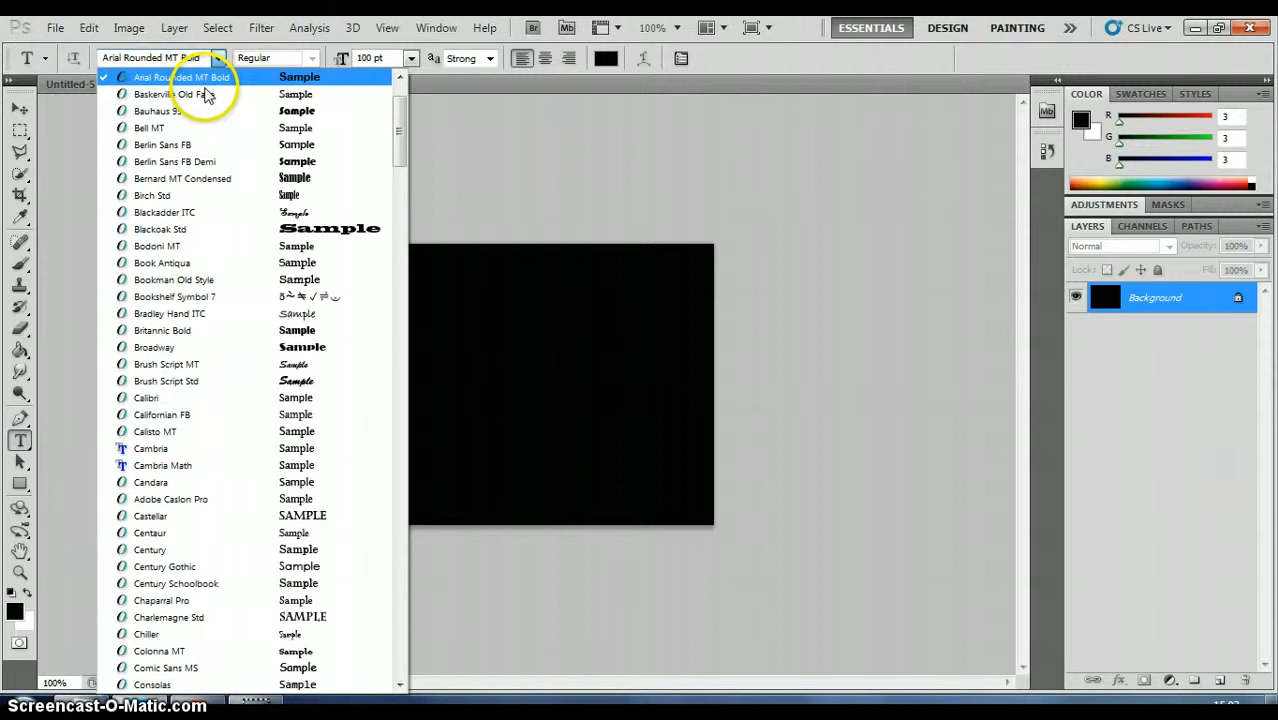 Ps File Edit Image Layer Select Filter Analysis 3D View Window Help Br Mb 100% ESSENTIALS DESIGN PAINTING CS Live
T Arial Rounded MT Bold Regular 100 pt Strong
Untitled-5
Arial Rounded MT Bold Sample
Baskerville Old Sample
Bauhaus Sample
Bell MT Sample
Berlin Sans FB Sample
Berlin Sans FB Demi Sample
Bernard MT Condensed Sample
Birch Std Sample
Blackadder ITC Sample
Blackoak Std Sample
Bodoni MT Sample
Book Antiqua Sample
Bookman Old Style Sample
Bookshelf Symbol 7
Bradley Hand ITC Sample
Britannic Bold Sample
Broadway Sample
Brush Script MT Sample
Brush Script Std Sample
Calibri Sample
Californian FB Sample
Calisto MT Sample
Cambria Sample
Cambria Math Sample
Candara Sample
Adobe Caslon Pro Sample
Castellar SAMPLE
Centaur Sample
Century Sample
Century Gothic Sample
Century Schoolbook Sample
Chaparral Pro Sample
Charlemagne Std SAMPLE
Chiller Sample
Colonna MT Sample
Comic Sans MS Sample
Consolas Sample
COLOR SWATCHES STYLES
R 3
G 3
B 3
ADJUSTMENTS MASKS
LAYERS CHANNELS PATHS
Normal Opacity: 100%
Lock: Fill: 100%
Background
100%
Screencast-O-Matic.com